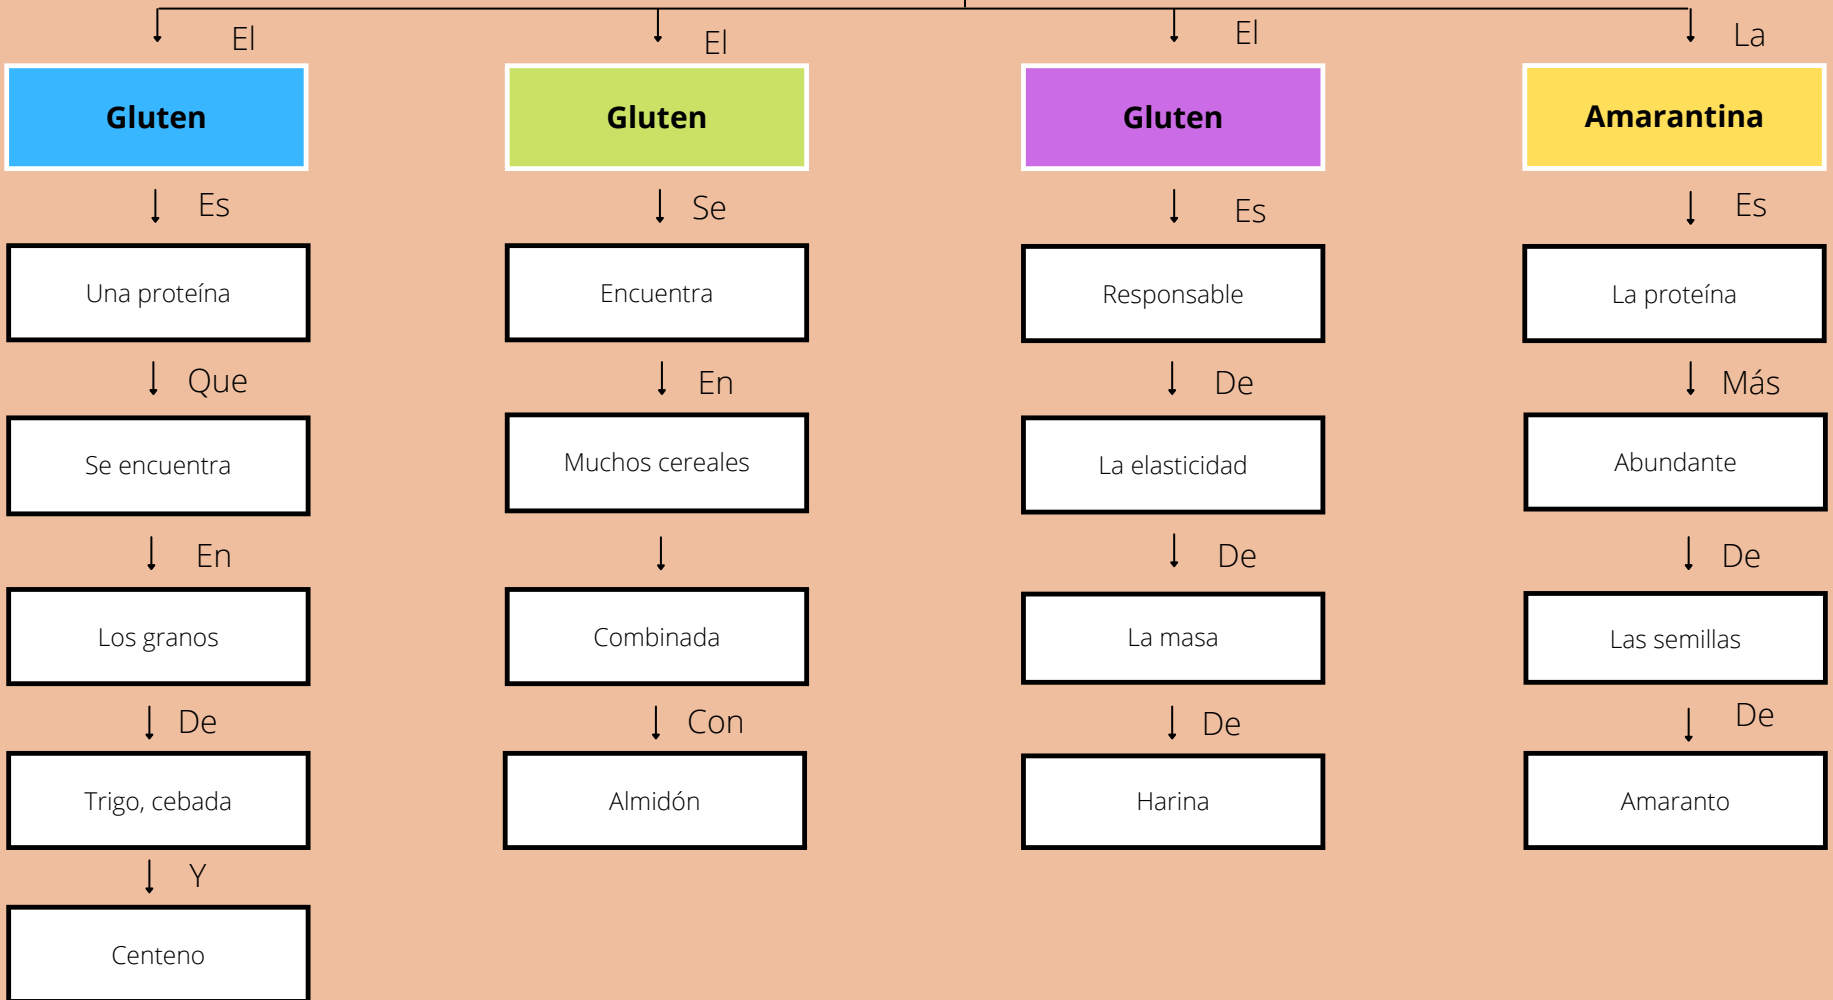 El
Gluten
Es
Una proteína
Que
Se encuentra
En
Los granos
De
Trigo, cebada
Y
Centeno
El
Gluten
Se
Encuentra
En
Muchos cereales
Combinada
Con
Almidón
El
Gluten
Es
Responsable
De
La elasticidad
De
La masa
De
Harina
La
Amarantina
Es
La proteína
Más
Abundante
De
Las semillas
De
Amaranto